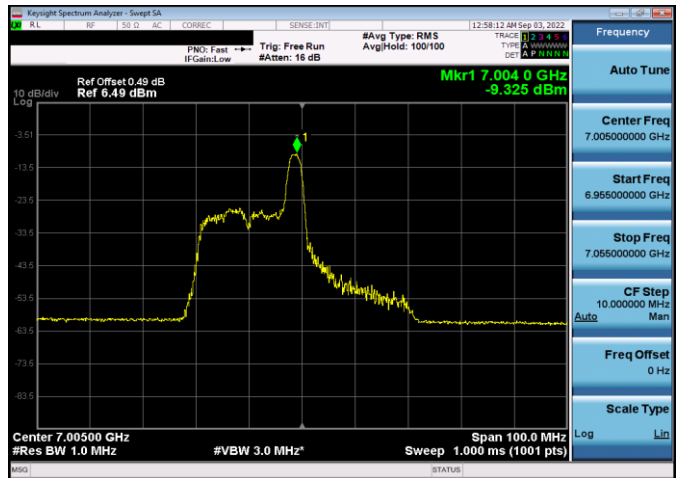 Keysight Spectrum Analyzer - Swept SA
RL RF 50 Ω AC CORREC SENSE:INT 12:58:12 AM Sep 03, 2022
Frequency
#Avg Type: RMS
TRACE 1 2 3 4 5 6
PNO: Fast Trig: Free Run Avg|Hold: 100/100
TYPE A WWWWW
IFGain:Low #Atten: 16 dB
DET A P N N N N
Auto Tune
Mkr1 7.004 0 GHz
Ref Offset 0.49 dB
10 dB/div Ref 6.49 dBm -9.325 dBm
Log
1
-3.51
-13.5
-23.5
-33.5
-43.5
-53.5
-63.5
-73.5
-83.5
Center Freq
7.005000000 GHz
Start Freq
6.955000000 GHz
Stop Freq
7.055000000 GHz
CF Step
10.000000 MHz
Auto Man
Freq Offset
0 Hz
Scale Type
Log Lin
Center 7.00500 GHz Span 100.0 MHz
#Res BW 1.0 MHz #VBW 3.0 MHz* Sweep 1.000 ms (1001 pts)
MSG STATUS